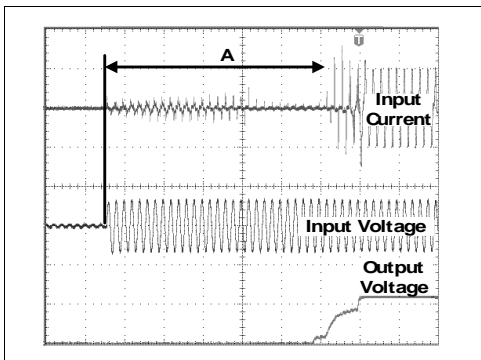 T
A
Input
Current
Input Voltage
Output
Voltage